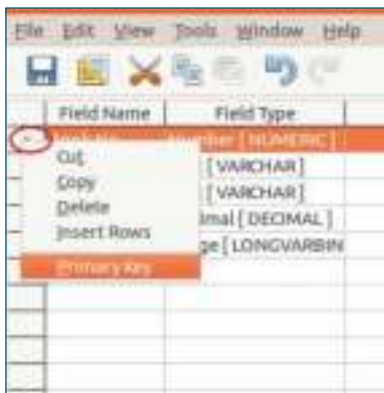 File Edit View Tools Window Help
Field Name Field Type
Number [ NUMERIC ]
Cut
[ VARCHAR ]
Copy
[ VARCHAR ]
Delete
imal [ DECIMAL ]
Insert Rows
ge [ LONGVARBIN
Primary Key